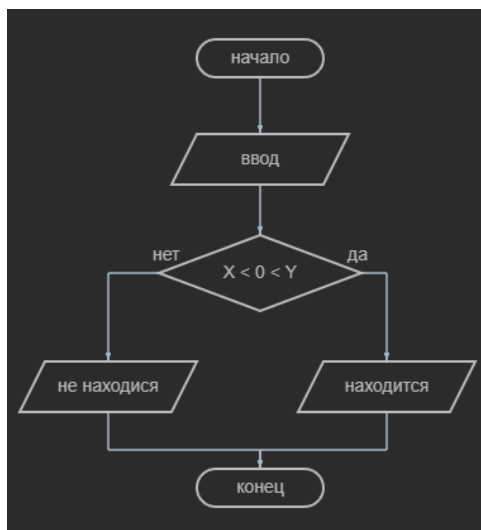 начало
ввод
нет
да
X < 0 < Y
не находися
находится
конец